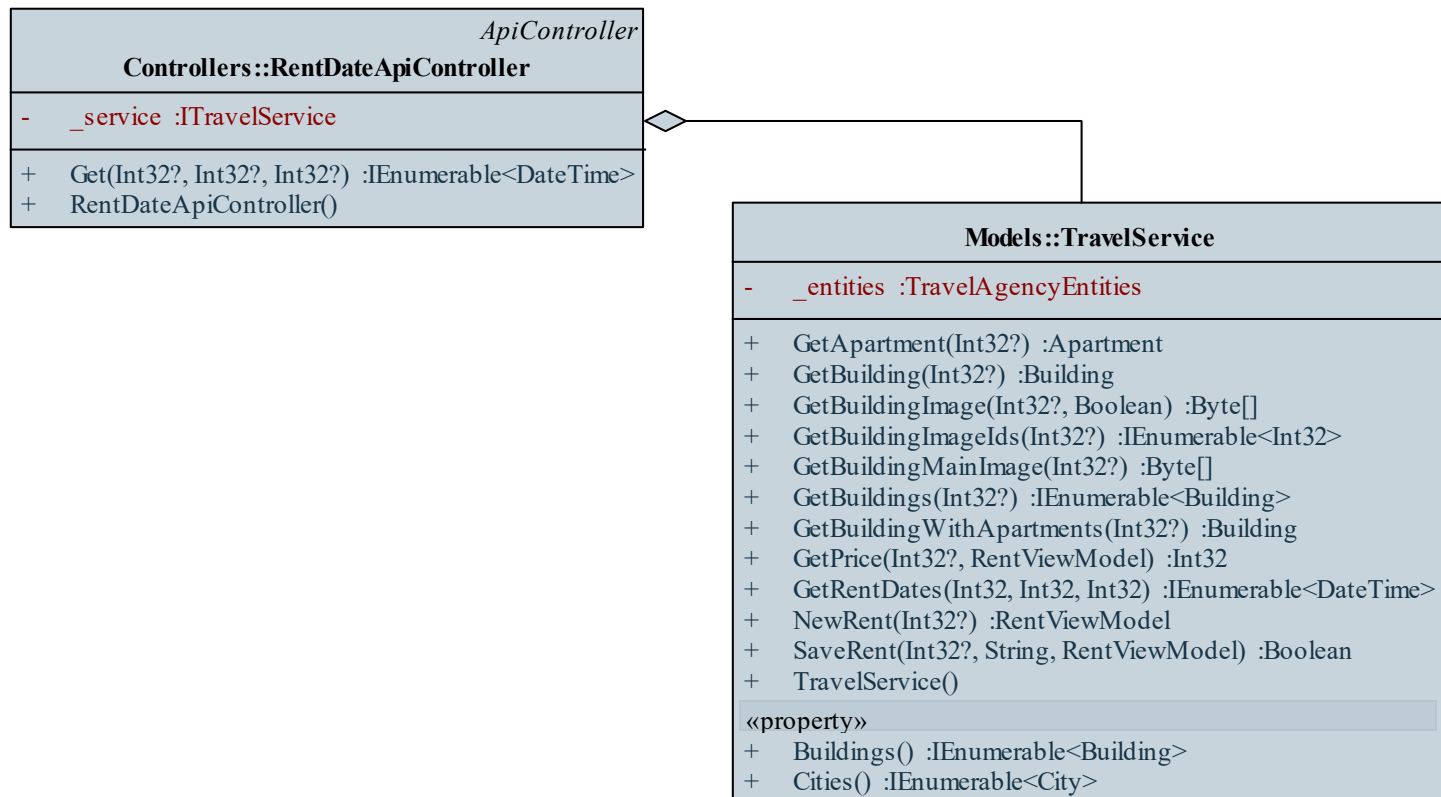 ApiController
Controllers::RentDateApiController
- _service :ITravelService
+ Get(Int32?, Int32?, Int32?) :IEnumerable<DateTime>
+ RentDateApiController()
Models::TravelService
- _entities :TravelAgencyEntities
+ GetApartment(Int32?) :Apartment
+ GetBuilding(Int32?) :Building
+ GetBuildingImage(Int32?, Boolean) :Byte[]
+ GetBuildingImageIds(Int32?) :IEnumerable<Int32>
+ GetBuildingMainImage(Int32?) :Byte[]
+ GetBuildings(Int32?) :IEnumerable<Building>
+ GetBuildingWithApartments(Int32?) :Building
+ GetPrice(Int32?, RentViewModel) :Int32
+ GetRentDates(Int32, Int32, Int32) :IEnumerable<DateTime>
+ NewRent(Int32?) :RentViewModel
+ SaveRent(Int32?, String, RentViewModel) :Boolean
+ TravelService()
«property»
+ Buildings() :IEnumerable<Building>
+ Cities() :IEnumerable<City>